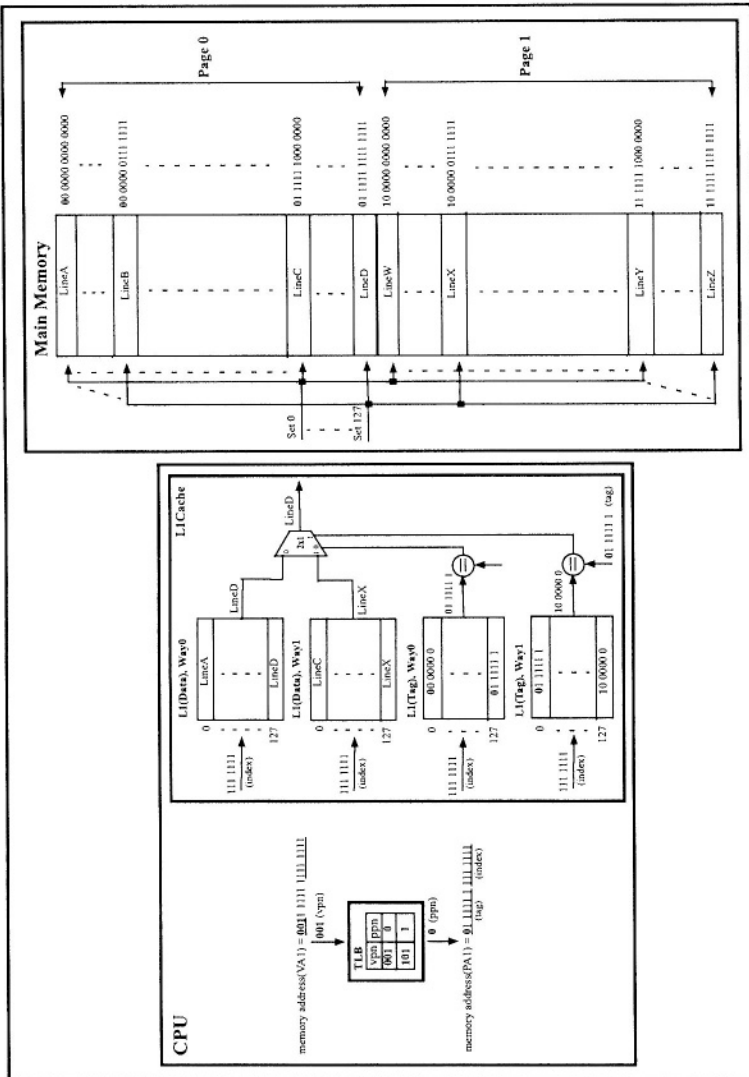 CPU
memory address(VA1) = 0011 1111 1111 1111
001 (vpn)
TLB
vpn ppn
001 0
101 1
0 (ppn)
memory address(PA1) = 01 1111 1 111 1111
(tag) (index)
L1Cache
L1(Data), Way0
0
LineA
LineD
127
111 1111
(index)
LineD
L1(Data), Way1
0
LineC
LineX
127
111 1111
(index)
LineX
0
2x1
1 0
1
LineD
L1(Tag), Way0
0
00 0000 0
01 1111 1
127
111 1111
(index)
01 1111 1
=
L1(Tag), Way1
0
01 1111 1
10 0000 0
127
111 1111
(index)
10 0000 0
=
01 1111 1 (tag)
Main Memory
Set 0
Set 127
LineA
00 0000 0000 0000
LineB
00 0000 0111 1111
LineC
01 1111 1000 0000
LineD
01 1111 1111 1111
LineW
10 0000 0000 0000
LineX
10 0000 0111 1111
LineY
11 1111 1000 0000
LineZ
11 1111 1111 1111
Page 0
Page 1